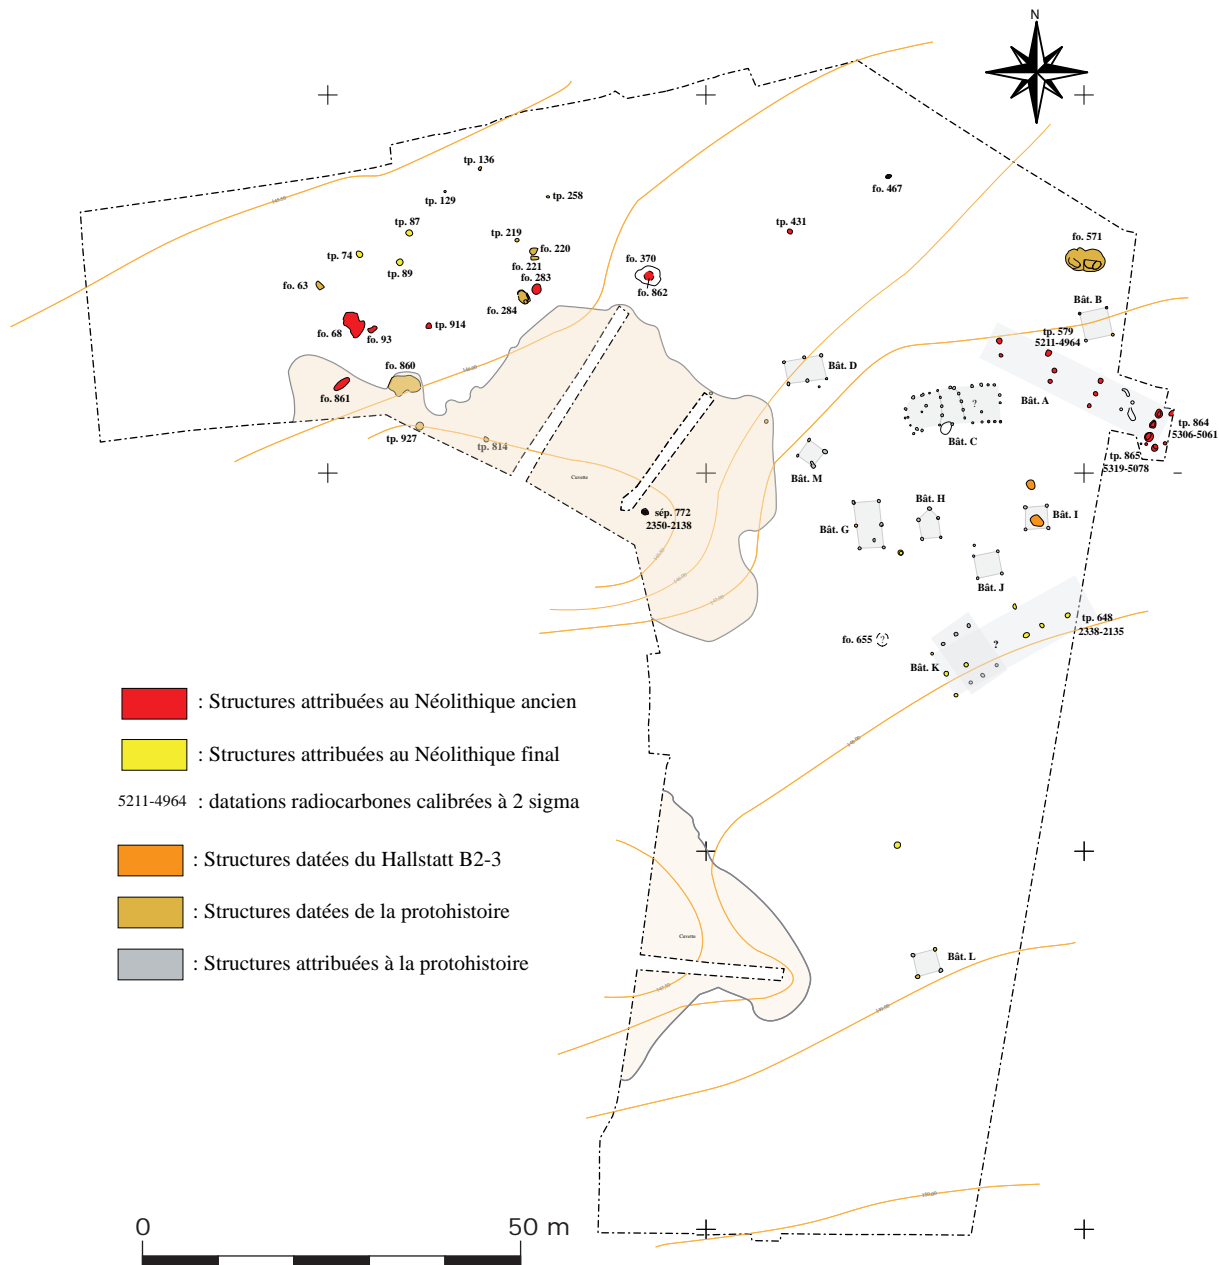 N
tp. 136
tp. 129
tp. 258
fo. 467
tp. 87
tp. 431
tp. 219
fo. 220
tp. 74
fo. 221
tp. 89
fo. 571
fo. 370
fo. 283
fo. 63
fo. 862
fo. 284
Bât. B
fo. 68
fo. 93
tp. 914
tp. 579
5211-4964
fo. 860
Bât. D
146.00
fo. 861
Bât. A
?
tp. 927
tp. 814
Bât. C
tp. 864
5306-5061
tp. 865
5319-5078
Bât. M
Cuvette
Bât. H
sép. 772
2350-2138
Bât. G
Bât. I
Bât. J
tp. 648
2338-2135
fo. 655
?
?
Bât. K
: Structures attribuées au Néolithique ancien
: Structures attribuées au Néolithique final
5211-4964 : datations radiocarbones calibrées à 2 sigma
: Structures datées du Hallstatt B2-3
: Structures datées de la protohistoire
: Structures attribuées à la protohistoire
Cuvette
Bât. L
0
50 m